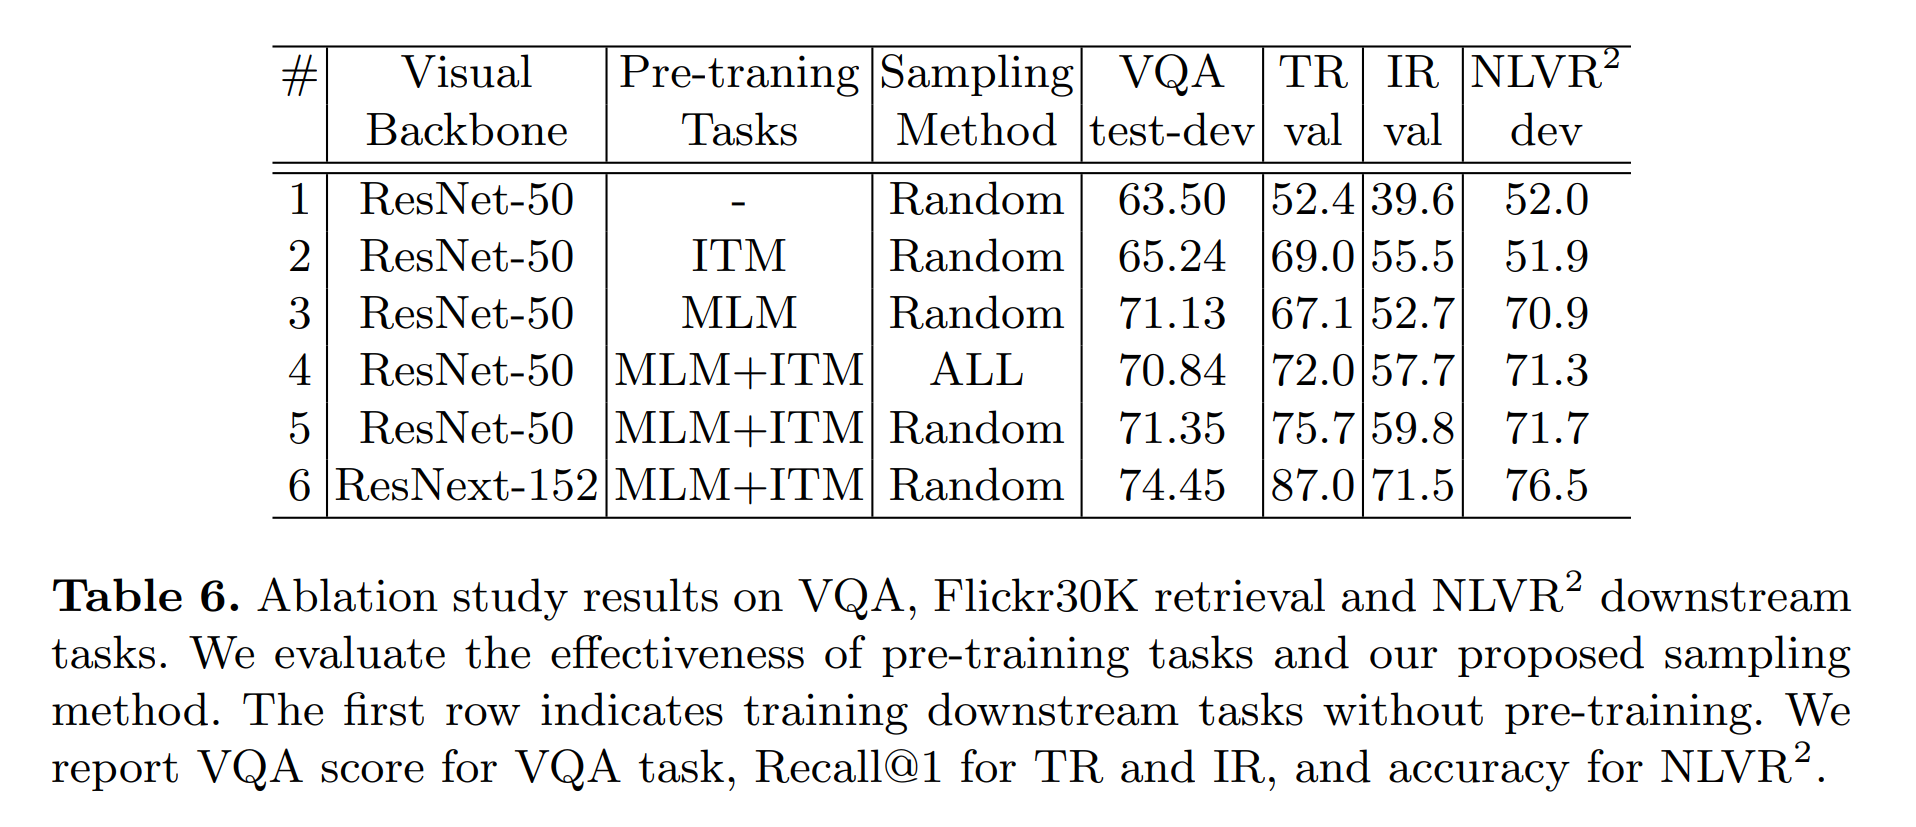 # Visual Pre-traning Sampling VQA TR IR NLVR²
Backbone Tasks Method test-dev val val dev
1 ResNet-50 - Random 63.50 52.4 39.6 52.0
2 ResNet-50 ITM Random 65.24 69.0 55.5 51.9
3 ResNet-50 MLM Random 71.13 67.1 52.7 70.9
4 ResNet-50 MLM+ITM ALL 70.84 72.0 57.7 71.3
5 ResNet-50 MLM+ITM Random 71.35 75.7 59.8 71.7
6 ResNext-152 MLM+ITM Random 74.45 87.0 71.5 76.5
Table 6. Ablation study results on VQA, Flickr30K retrieval and NLVR² downstream
tasks. We evaluate the effectiveness of pre-training tasks and our proposed sampling
method. The first row indicates training downstream tasks without pre-training. We
report VQA score for VQA task, Recall@1 for TR and IR, and accuracy for NLVR².